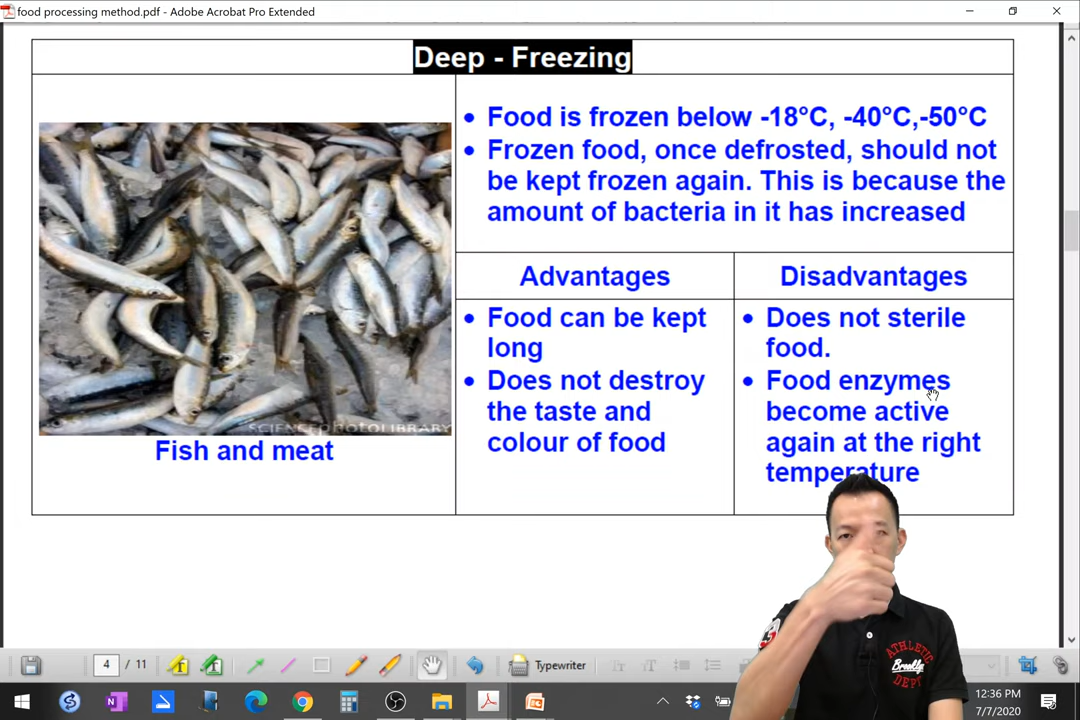 food processing method.pdf - Adobe Acrobat Pro Extended
Deep - Freezing
• Food is frozen below -18°C, -40°C,-50°C
• Frozen food, once defrosted, should not
be kept frozen again. This is because the
amount of bacteria in it has increased
SCIENCEPHOTOLIBRARY
Fish and meat
Advantages
• Food can be kept
long
• Does not destroy
the taste and
colour of food
Disadvantages
• Does not sterile
food.
• Food enzymes
become active
again at the right
temperature
ATHLETIC
Brooklyn
DEPT
4 / 11
Typewriter
12:36 PM
7/7/2020